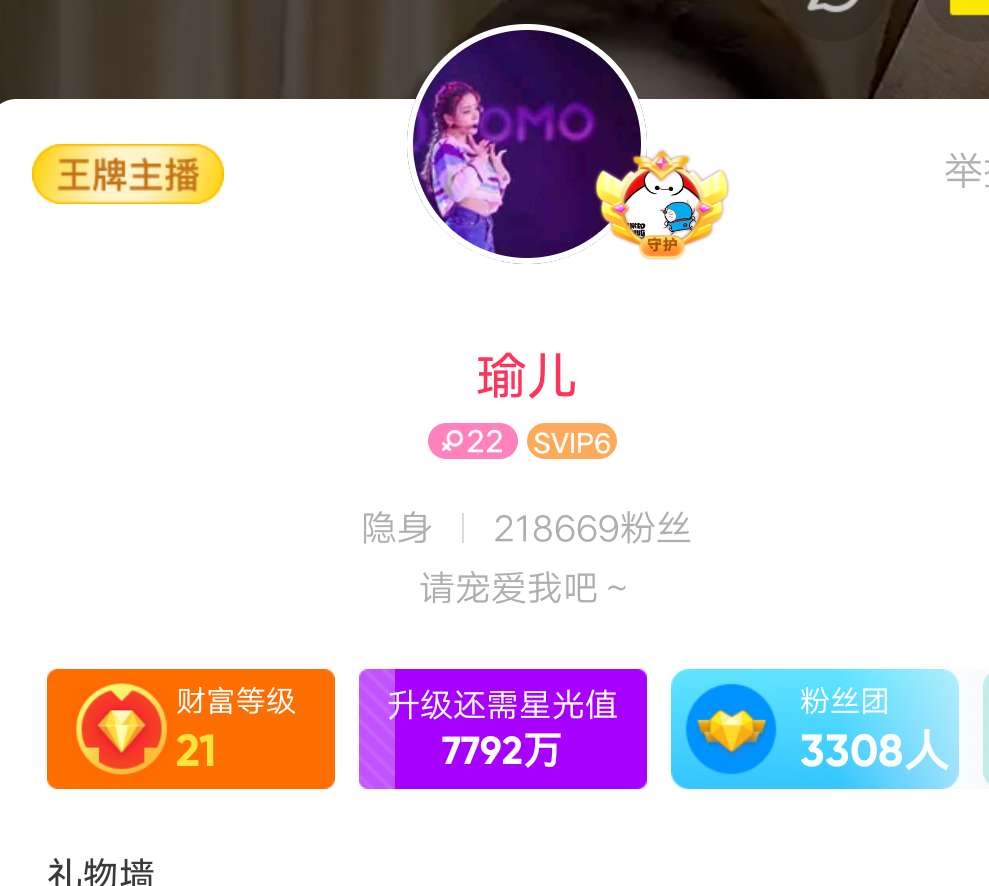 王牌主播
OMO
举
守护
瑜儿
22
SVIP6
隐身 | 218669粉丝
请宠爱我吧~
财富等级
21
升级还需星光值
7792万
粉丝团
3308人
礼物墙